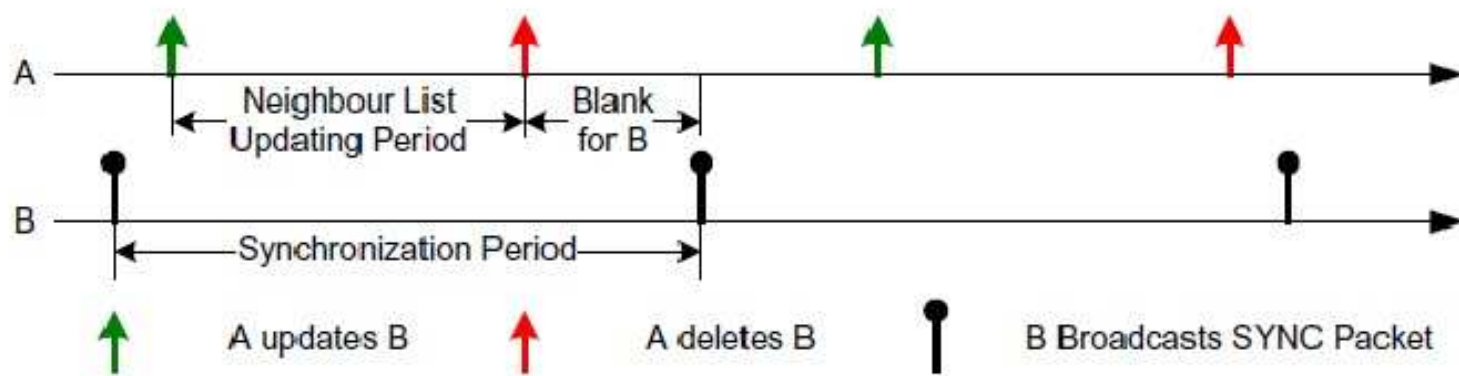 A
Neighbour List
Updating Period
Blank
for B
B
Synchronization Period
A updates B
A deletes B
B Broadcasts SYNC Packet